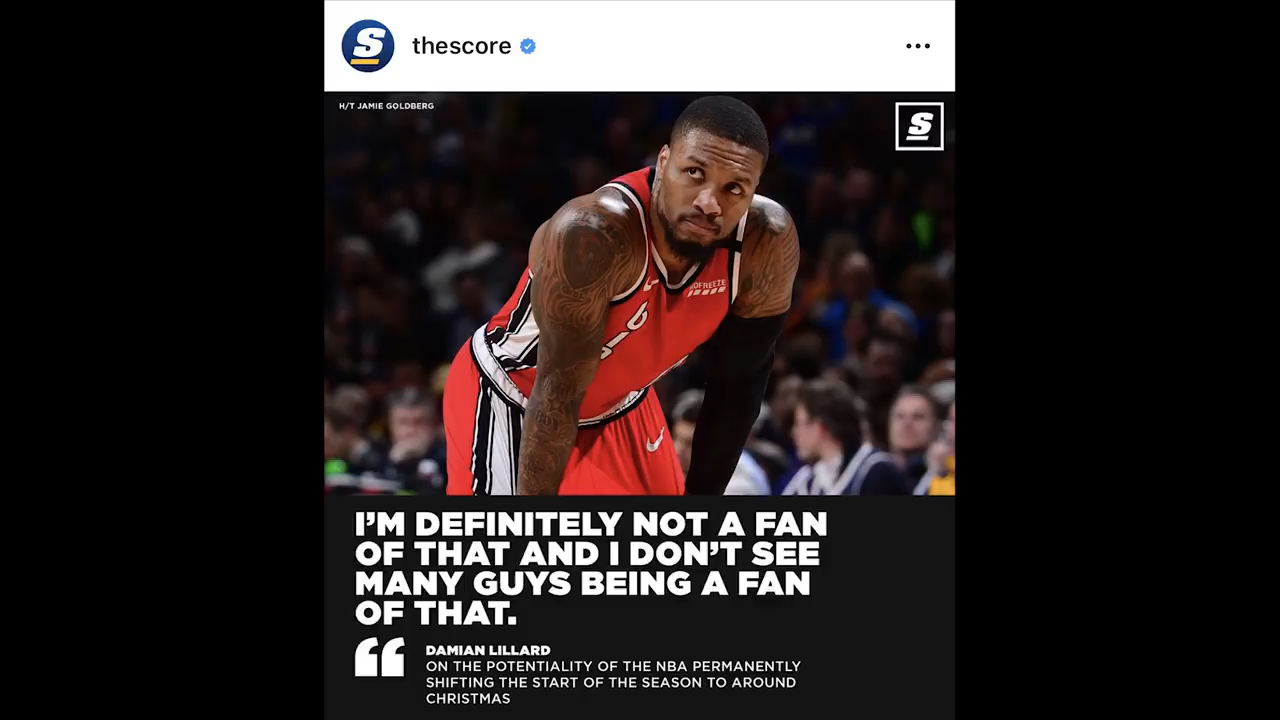 thescore
H/T JAMIE GOLDBERG
S
BIOFREEZE
I'M DEFINITELY NOT A FAN
OF THAT AND I DON'T SEE
MANY GUYS BEING A FAN
OF THAT.
DAMIAN LILLARD
ON THE POTENTIALITY OF THE NBA PERMANENTLY
SHIFTING THE START OF THE SEASON TO AROUND
CHRISTMAS